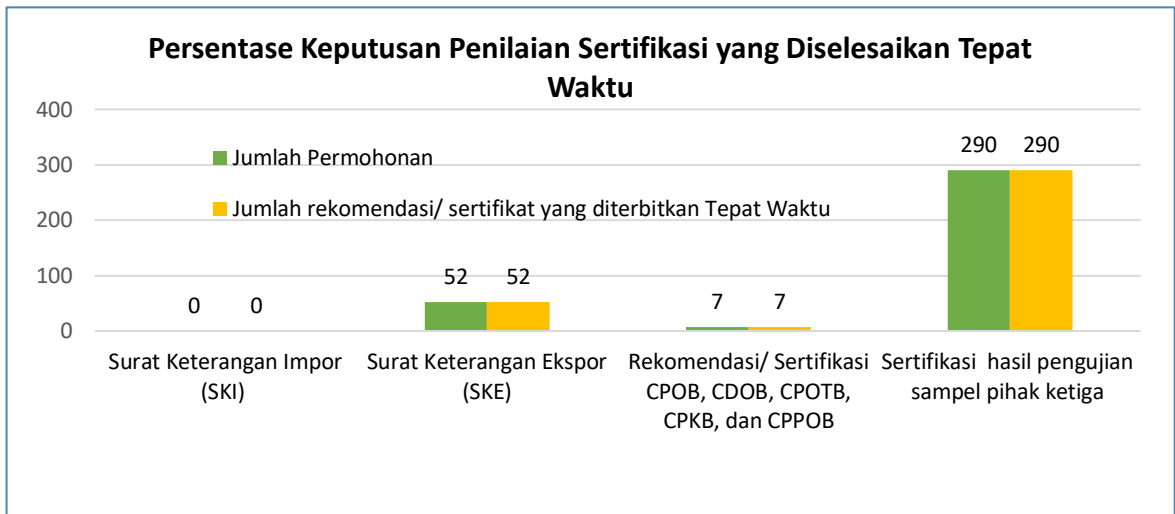 Persentase Keputusan Penilaian Sertifikasi yang Diselesaikan Tepat
Waktu
400
300
200
100
0
Jumlah Permohonan
Jumlah rekomendasi/ sertifikat yang diterbitkan Tepat Waktu
0 0
52 52
7 7
290 290
Surat Keterangan Impor
(SKI)
Surat Keterangan Ekspor
(SKE)
Rekomendasi/ Sertifikasi
CPOB, CDOB, CPOTB,
CPKB, dan CPPOB
Sertifikasi hasil pengujian
sampel pihak ketiga